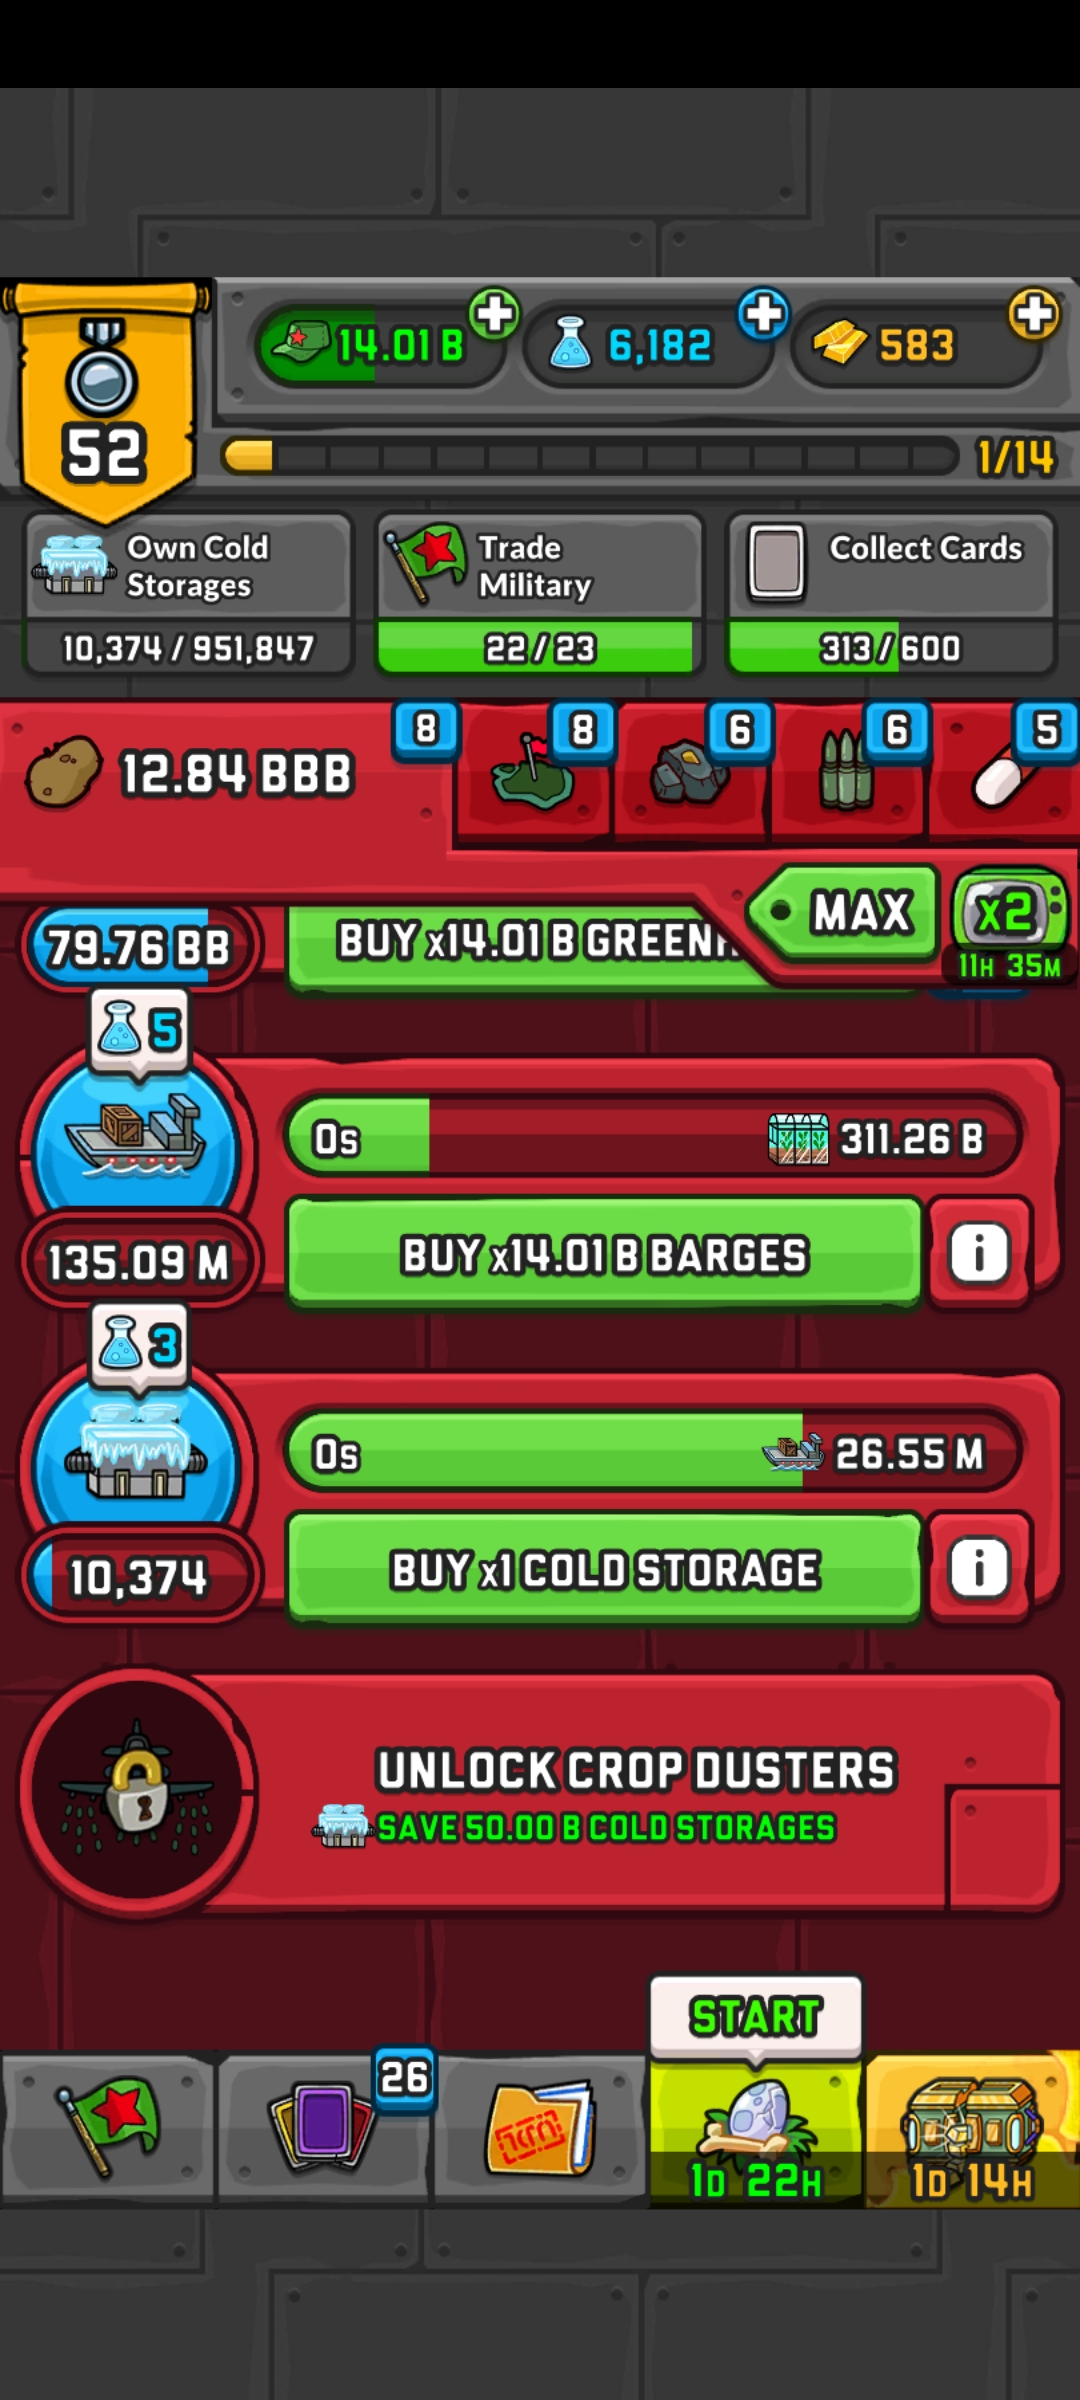 14.01 B
6,182
583
52
1/14
Own Cold
Storages
10,374 / 951,847
Trade
Military
22 / 23
Collect Cards
313 / 600
12.84 BBB
8
8
6
6
5
MAX
x2
11H 35M
79.76 BB
BUY x14.01 B
5
0s
311.26 B
BUY x14.01 B BARGES
i
135.09 M
3
0s
26.55 M
BUY x1 COLD STORAGE
i
10,374
UNLOCK CROP DUSTERS
SAVE 50.00 B COLD STORAGES
START
26
1D 22H
1D 14H